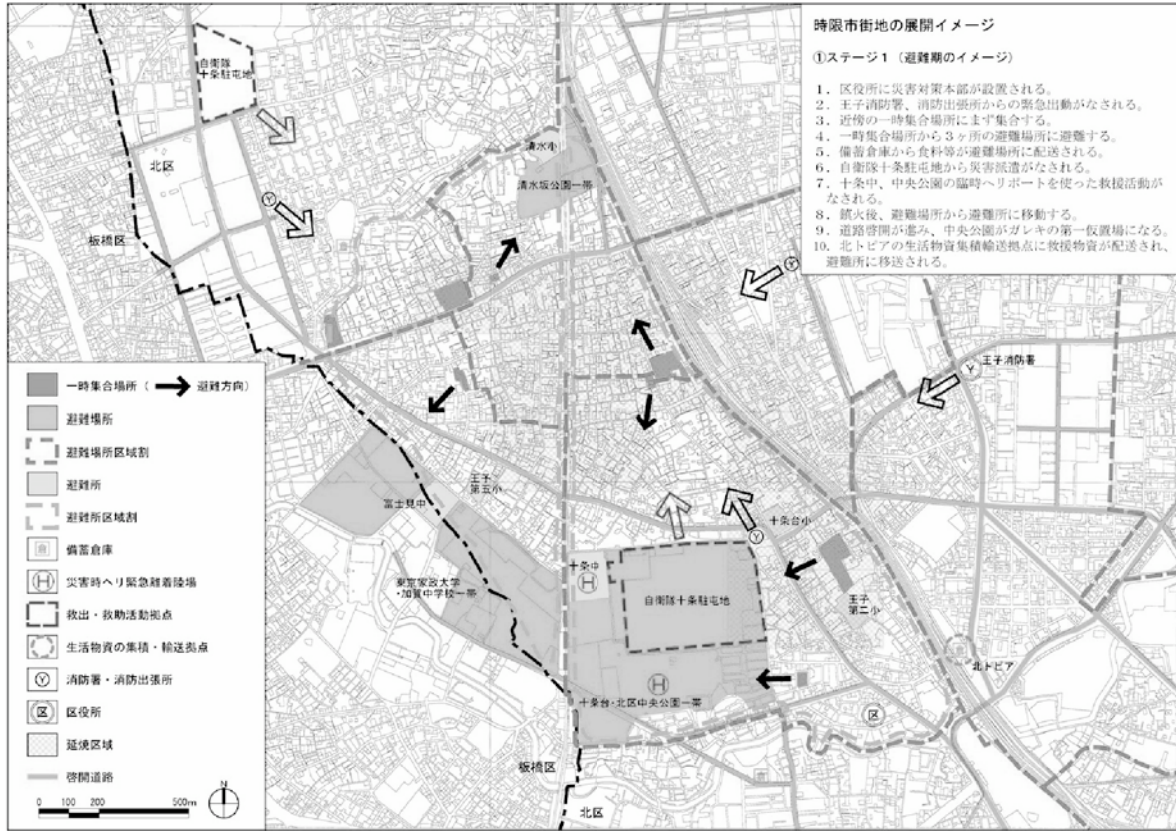 時限市街地の展開イメージ
①ステージ1（避難期のイメージ）
1．区役所に災害対策本部が設置される。
2．王子消防署、消防出張所からの緊急出動がなされる。
3．近傍の一時集合場所にまず集合する。
4．一時集合場所から3ヶ所の避難場所に避難する。
5．備蓄倉庫から食料等が避難場所に配送される。
6．自衛隊十条駐屯地から災害派遣がなされる。
7．十条中、中央公園の臨時ヘリポートを使った救援活動が
なされる。
8．鎮火後、避難場所から避難所に移動する。
9．道路啓開が進み、中央公園がガレキの第一仮置場になる。
10．北トピアの生活物資集積輸送拠点に救援物資が配送され、
避難所に移送される。
自衛隊
十条駐屯地
北区
板橋区
清水小
清水坂公園一帯
Y
Y
王子消防署
Y
王子
第五小
富士見中
東京家政大学
・加賀中学校一帯
十条台小
Y
十条中
H
自衛隊十条駐屯地
王子
第二小
北トピア
H
十条台・北区中央公園一帯
区
板橋区
北区
一時集合場所（ 避難方向）
避難場所
避難場所区域割
避難所
避難所区域割
備蓄倉庫
H 災害時ヘリ緊急離着陸場
救出・救助活動拠点
生活物資の集積・輸送拠点
Y 消防署・消防出張所
区 区役所
延焼区域
啓開道路
0 100 200 500m
N